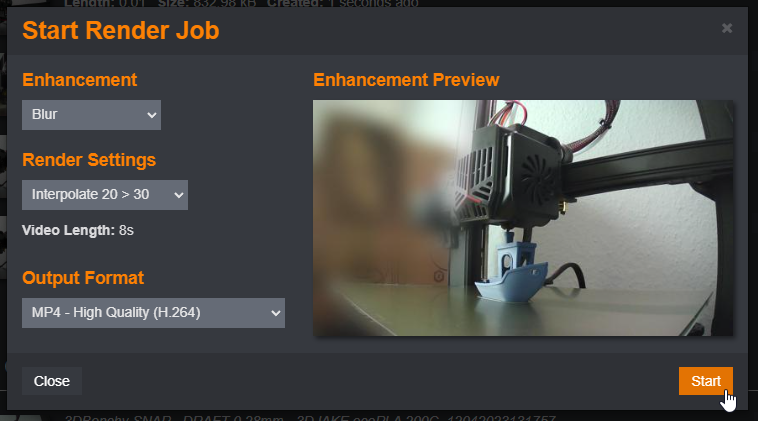 Length: 0.01 Size: 832.98 kB Created: 1 seconds ago
Start Render Job
×
Enhancement
Blur
Render Settings
Interpolate 20 > 30
Video Length: 8s
Output Format
MP4 - High Quality (H.264)
Enhancement Preview
Close
Start
3DBenchy SNAP - DRAFT 0.28mm - 3DJAKE ecoPLA 200C_12042023131757